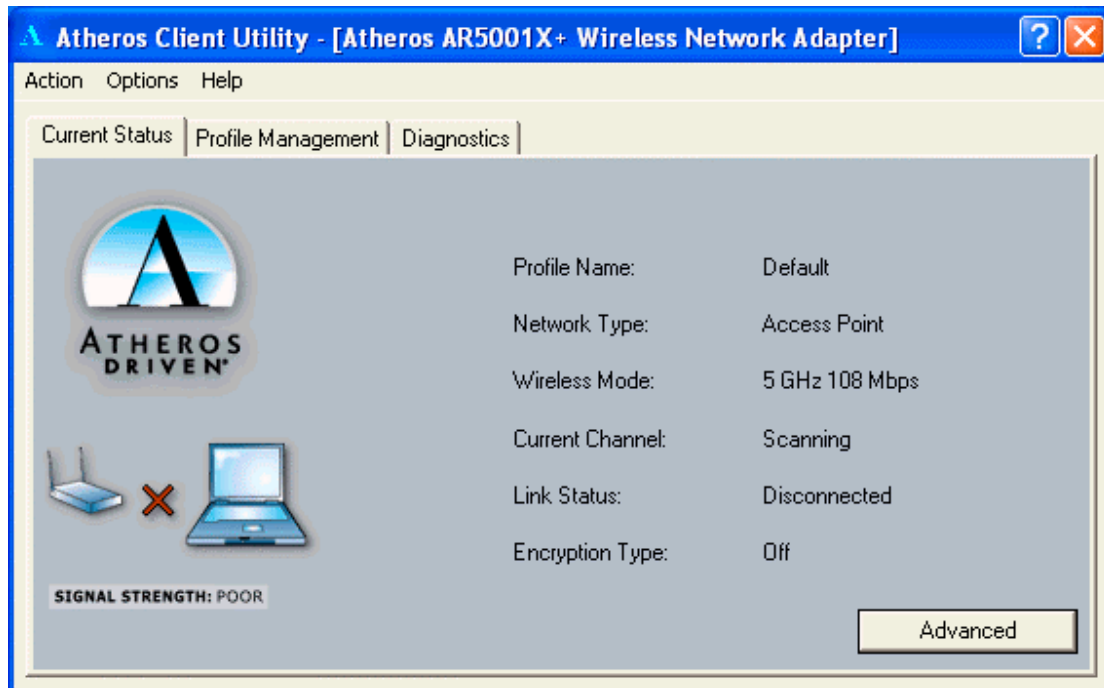 Atheros Client Utility - [Atheros AR5001X+ Wireless Network Adapter]
Action Options Help
Current Status Profile Management Diagnostics
ATHEROS
DRIVEN
Profile Name: Default
Network Type: Access Point
Wireless Mode: 5 GHz 108 Mbps
Current Channel: Scanning
Link Status: Disconnected
Encryption Type: Off
SIGNAL STRENGTH: POOR
Advanced